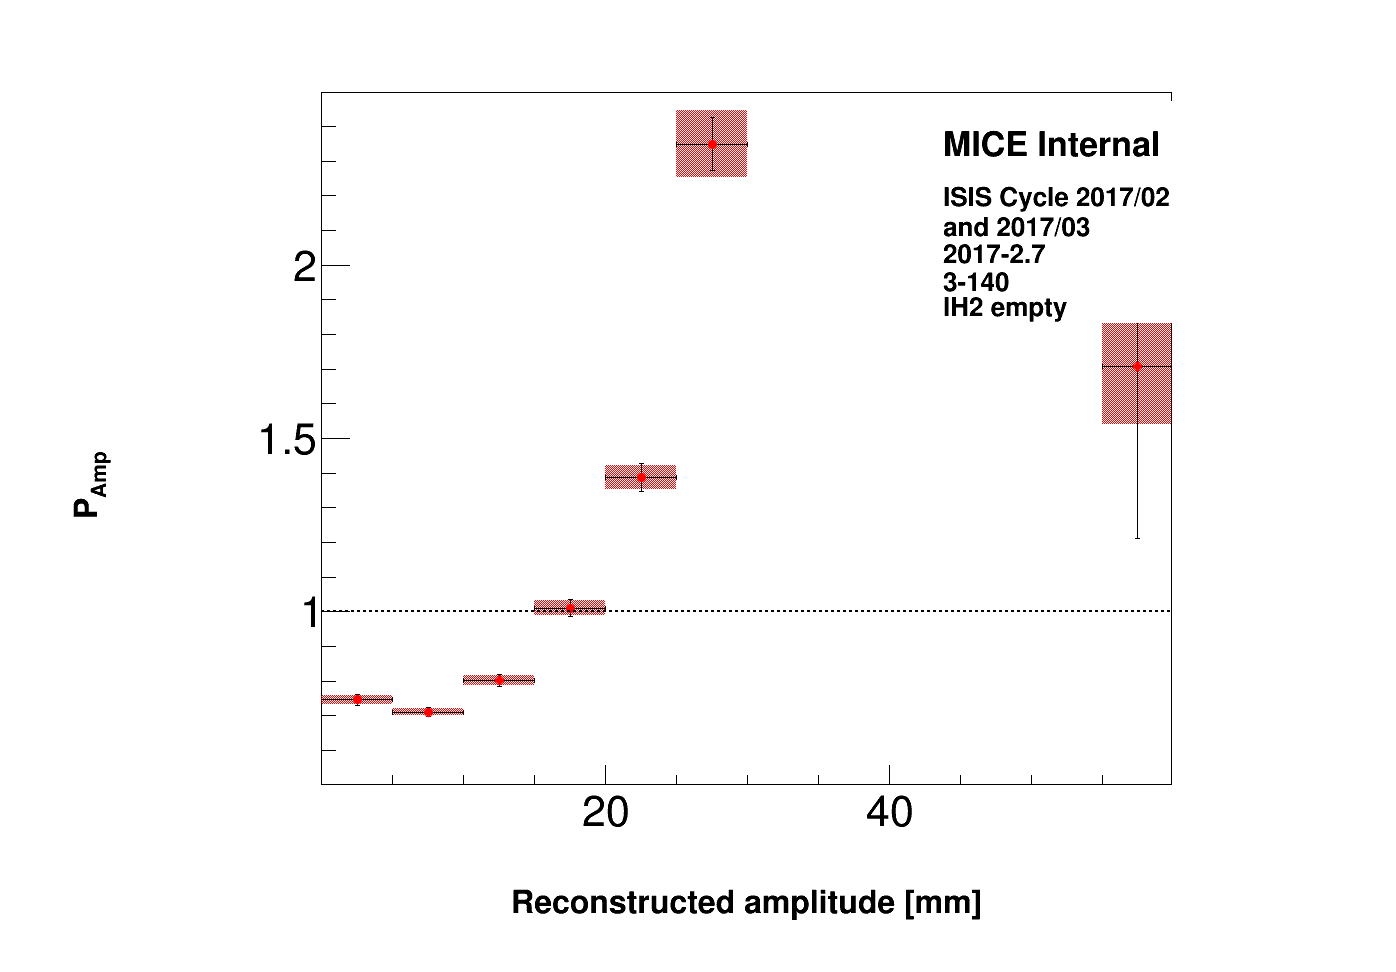 MICE Internal
ISIS Cycle 2017/02
and 2017/03
2017-2.7
3-140
IH2 empty
2
1.5
1
P_Amp
20
40
Reconstructed amplitude [mm]